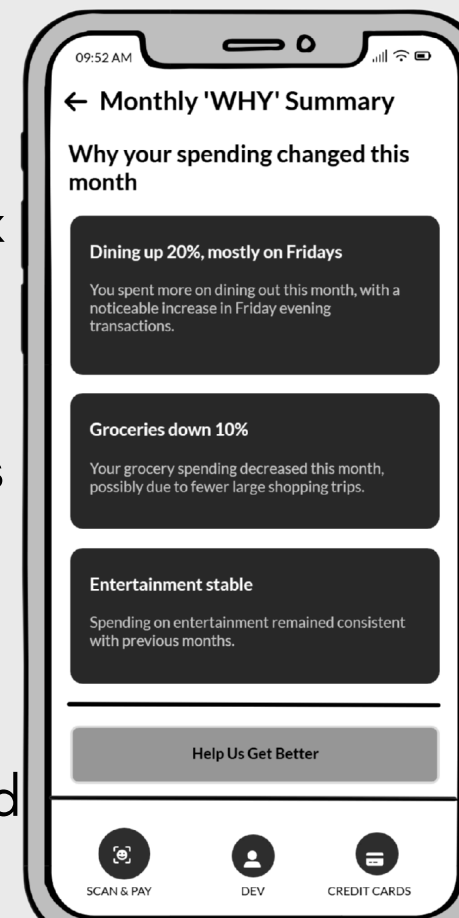 09:52 AM
Monthly 'WHY' Summary
Why your spending changed this
month
Dining up 20%, mostly on Fridays
You spent more on dining out this month, with a
noticeable increase in Friday evening
transactions.
Groceries down 10%
Your grocery spending decreased this month,
possibly due to fewer large shopping trips.
Entertainment stable
Spending on entertainment remained consistent
with previous months.
Help Us Get Better
SCAN & PAY
DEV
CREDIT CARDS